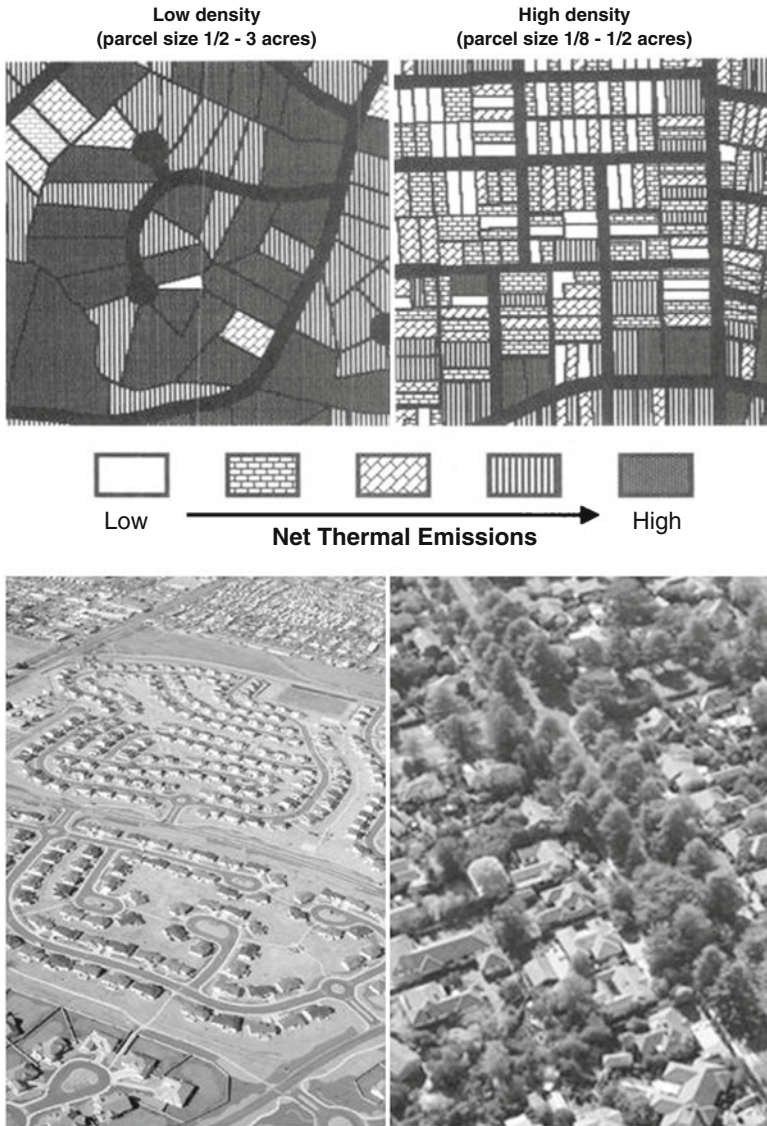 Low density
(parcel size 1/2 - 3 acres)
High density
(parcel size 1/8 - 1/2 acres)
Low
High
Net Thermal Emissions